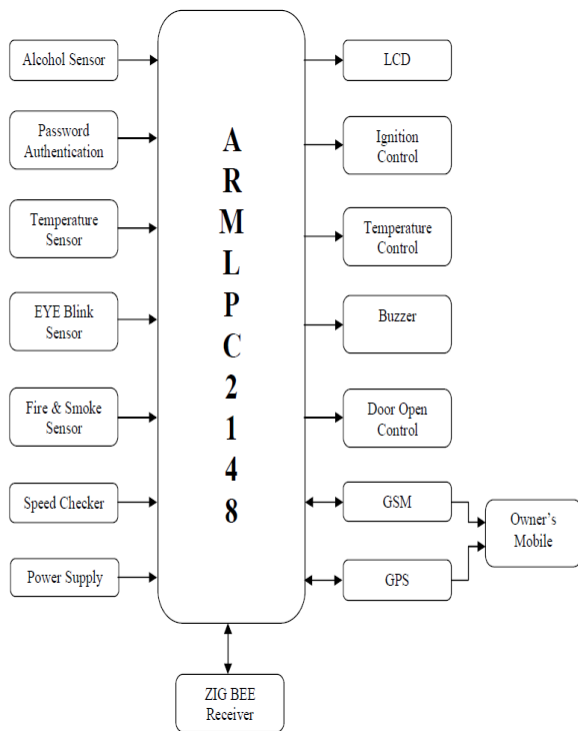 Alcohol Sensor
Password
Authentication
Temperature
Sensor
EYE Blink
Sensor
Fire & Smoke
Sensor
Speed Checker
Power Supply
A
R
M
L
P
C
2
1
4
8
LCD
Ignition
Control
Temperature
Control
Buzzer
Door Open
Control
GSM
GPS
Owner's
Mobile
ZIG BEE
Receiver